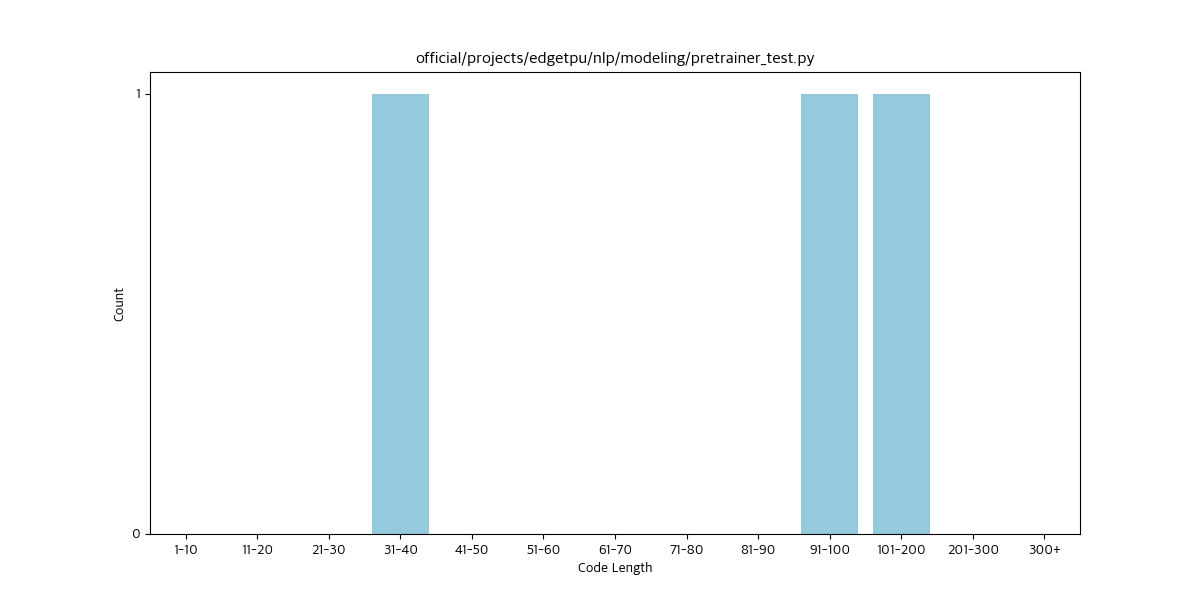 official/projects/edgetpu/nlp/modeling/pretrainer_test.py
1
0
Count
1-10 11-20 21-30 31-40 41-50 51-60 61-70 71-80 81-90 91-100 101-200 201-300 300+
Code Length